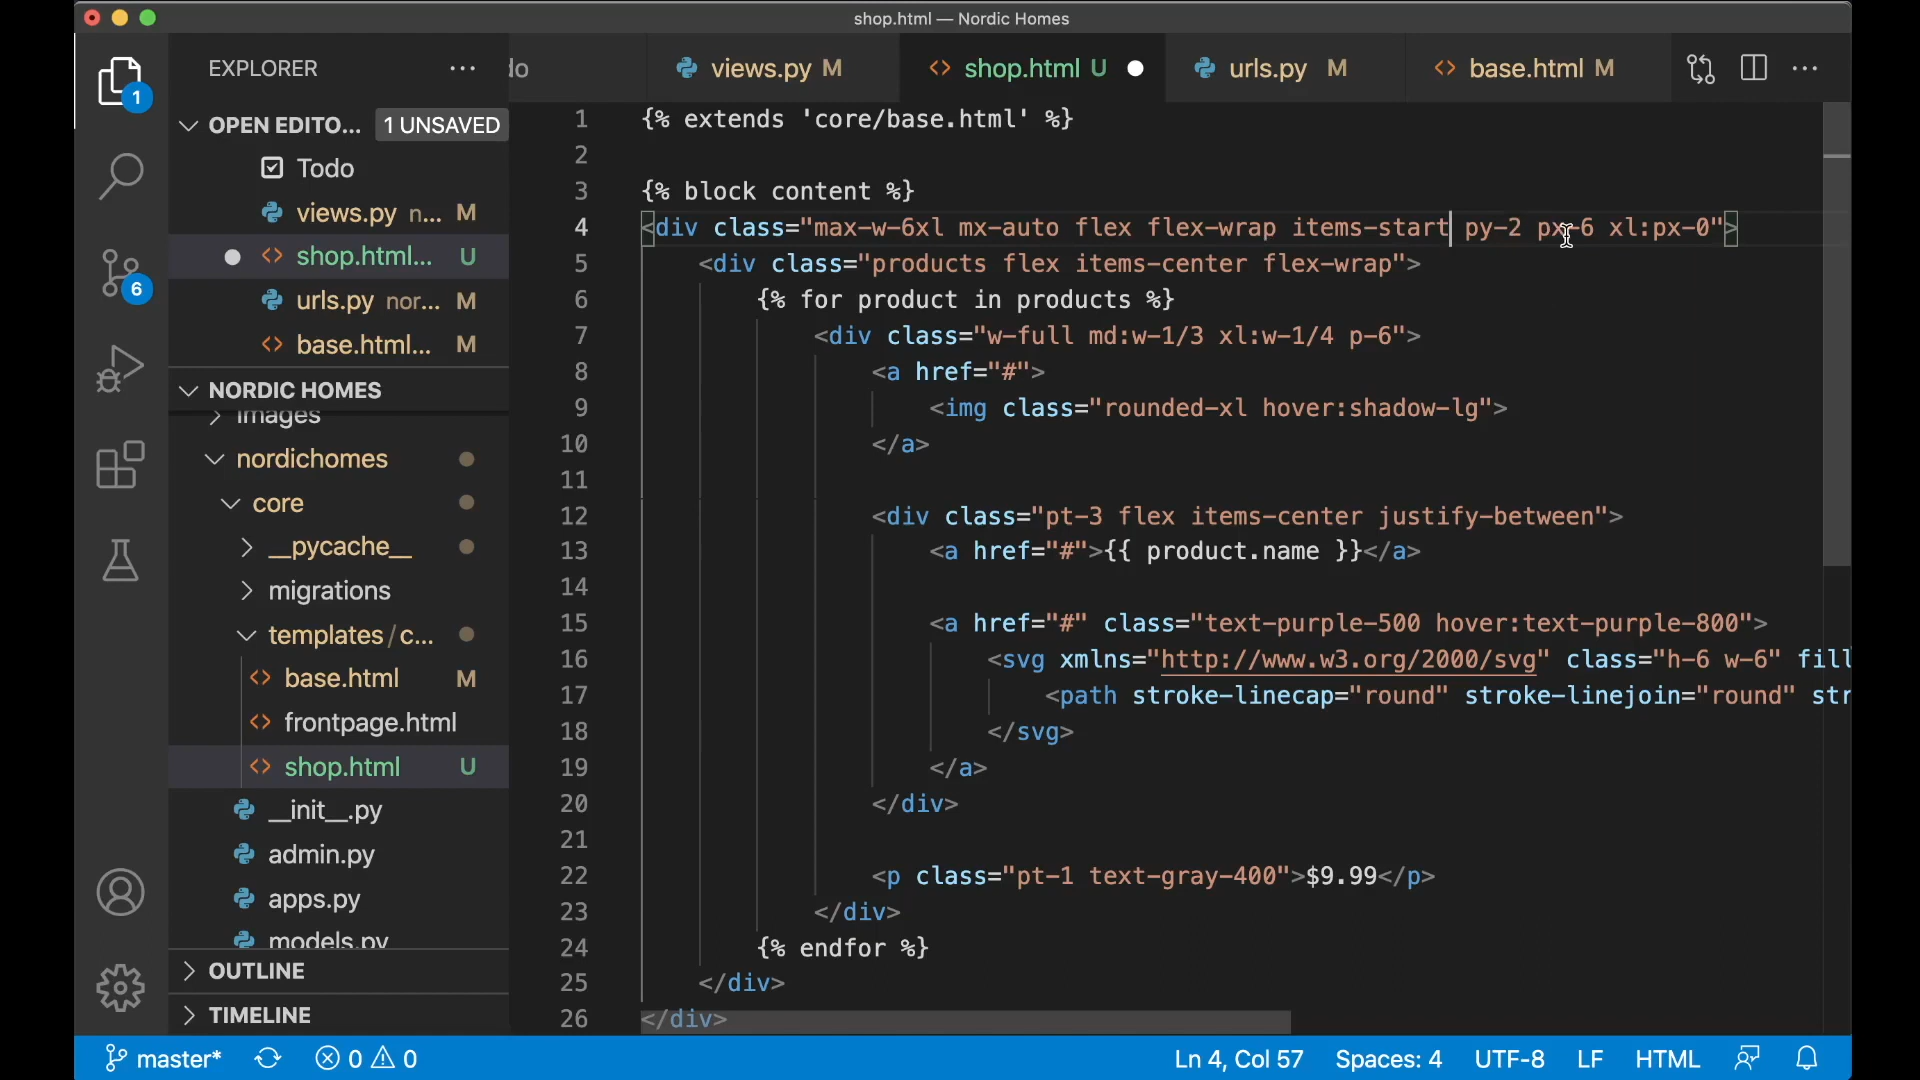 shop.html — Nordic Homes
EXPLORER
do
views.py M
shop.html U
urls.py M
base.html M
1
OPEN EDITO... 1 UNSAVED
Todo
views.py n... M
shop.html... U
urls.py nor... M
base.html... M
6
NORDIC HOMES
images
nordichomes
core
__pycache__
migrations
templates/c...
base.html M
frontpage.html
shop.html U
__init__.py
admin.py
apps.py
models.py
OUTLINE
TIMELINE
1 {% extends 'core/base.html' %}
2
3 {% block content %}
4 <div class="max-w-6xl mx-auto flex flex-wrap items-start py-2 px-6 xl:px-0">
5 <div class="products flex items-center flex-wrap">
6 {% for product in products %}
7 <div class="w-full md:w-1/3 xl:w-1/4 p-6">
8 <a href="#">
9 <img class="rounded-xl hover:shadow-lg">
10 </a>
11
12 <div class="pt-3 flex items-center justify-between">
13 <a href="#">{{ product.name }}</a>
14
15 <a href="#" class="text-purple-500 hover:text-purple-800">
16 <svg xmlns="http://www.w3.org/2000/svg" class="h-6 w-6" fill
17 <path stroke-linecap="round" stroke-linejoin="round" str
18 </svg>
19 </a>
20 </div>
21
22 <p class="pt-1 text-gray-400">$9.99</p>
23 </div>
24 {% endfor %}
25 </div>
26 </div>
master* 0 0 Ln 4, Col 57 Spaces: 4 UTF-8 LF HTML